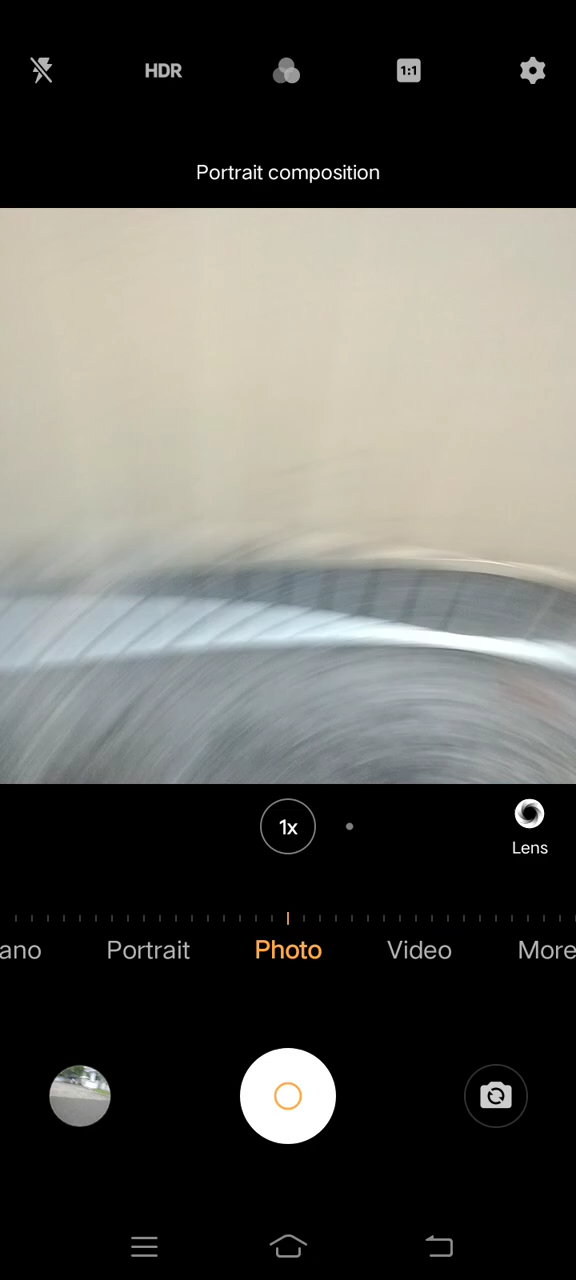 HDR
1:1
Portrait composition
1x
Lens
ano
Portrait
Photo
Video
More